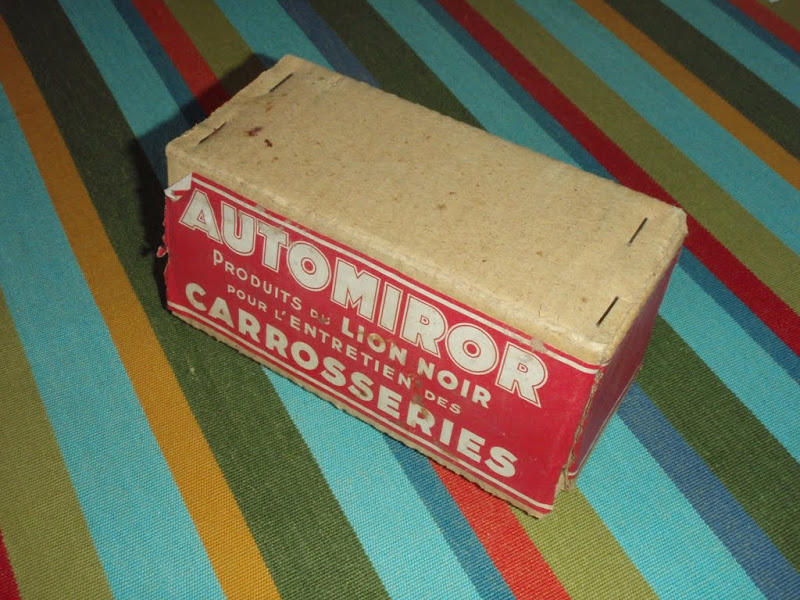 AUTOMIROR
PRODUITS DU LION NOIR
POUR L'ENTRETIEN DES
CARROSSERIES